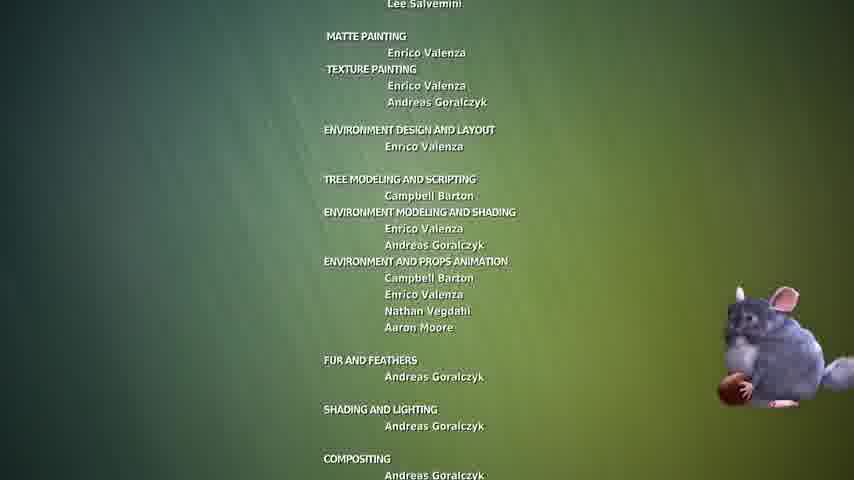 Lee Salvemini
MATTE PAINTING
Enrico Valenza
TEXTURE PAINTING
Enrico Valenza
Andreas Goralczyk
ENVIRONMENT DESIGN AND LAYOUT
Enrico Valenza
TREE MODELING AND SCRIPTING
Campbell Barton
ENVIRONMENT MODELING AND SHADING
Enrico Valenza
Andreas Goralczyk
ENVIRONMENT AND PROPS ANIMATION
Campbell Barton
Enrico Valenza
Nathan Vegdahl
Aaron Moore
FUR AND FEATHERS
Andreas Goralczyk
SHADING AND LIGHTING
Andreas Goralczyk
COMPOSITING
Andreas Goralczyk